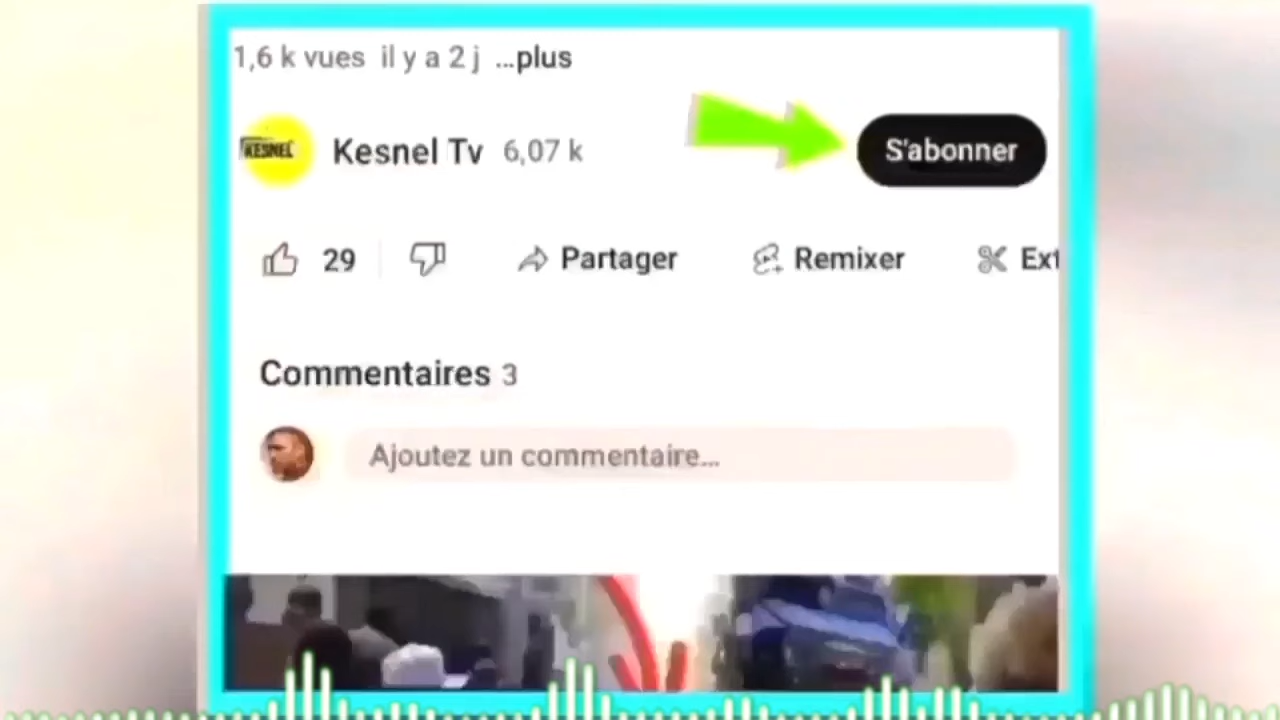 1,6 k vues il y a 2 j ...plus
KESNEL
Kesnel Tv 6,07 k
S'abonner
29
Partager
Remixer
Ext
Commentaires 3
Ajoutez un commentaire...